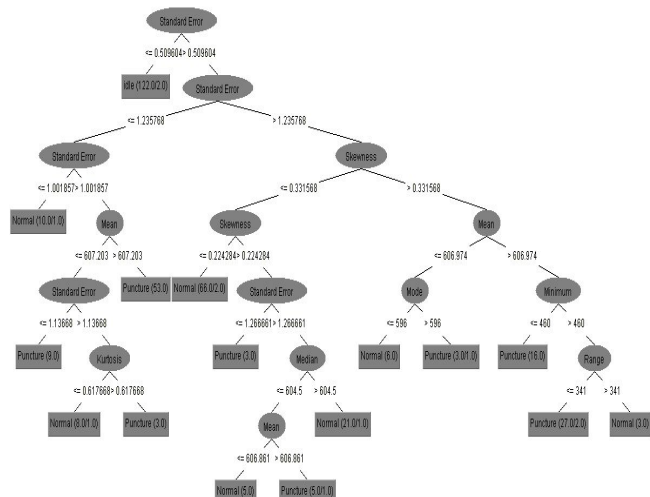 Standard Error
<= 0.509604> 0.509604
idle (122.0/2.0)
Standard Error
<= 1.235768
> 1.235768
Standard Error
Skewness
<= 1.001857> 1.001857
<= 0.331568
> 0.331568
Normal (10.0/1.0)
Mean
Skewness
Mean
<= 607.203
> 607.203
<= 0.224284> 0.224284
<= 606.974
> 606.974
Standard Error
Puncture (53.0)
Normal (66.0/2.0)
Standard Error
Mode
Minimum
<= 1.13668
> 1.13668
<= 1.266661> 1.266661
<= 596
> 596
<= 460
> 460
Puncture (9.0)
Kurtosis
Puncture (3.0)
Median
Normal (6.0)
Puncture (3.0/1.0)
Puncture (16.0)
Range
<= 0.617668> 0.617668
<= 604.5
> 604.5
<= 341
> 341
Normal (8.0/1.0)
Puncture (3.0)
Mean
Normal (21.0/1.0)
Puncture (27.0/2.0)
Normal (3.0)
<= 606.861
> 606.861
Normal (5.0)
Puncture (5.0/1.0)